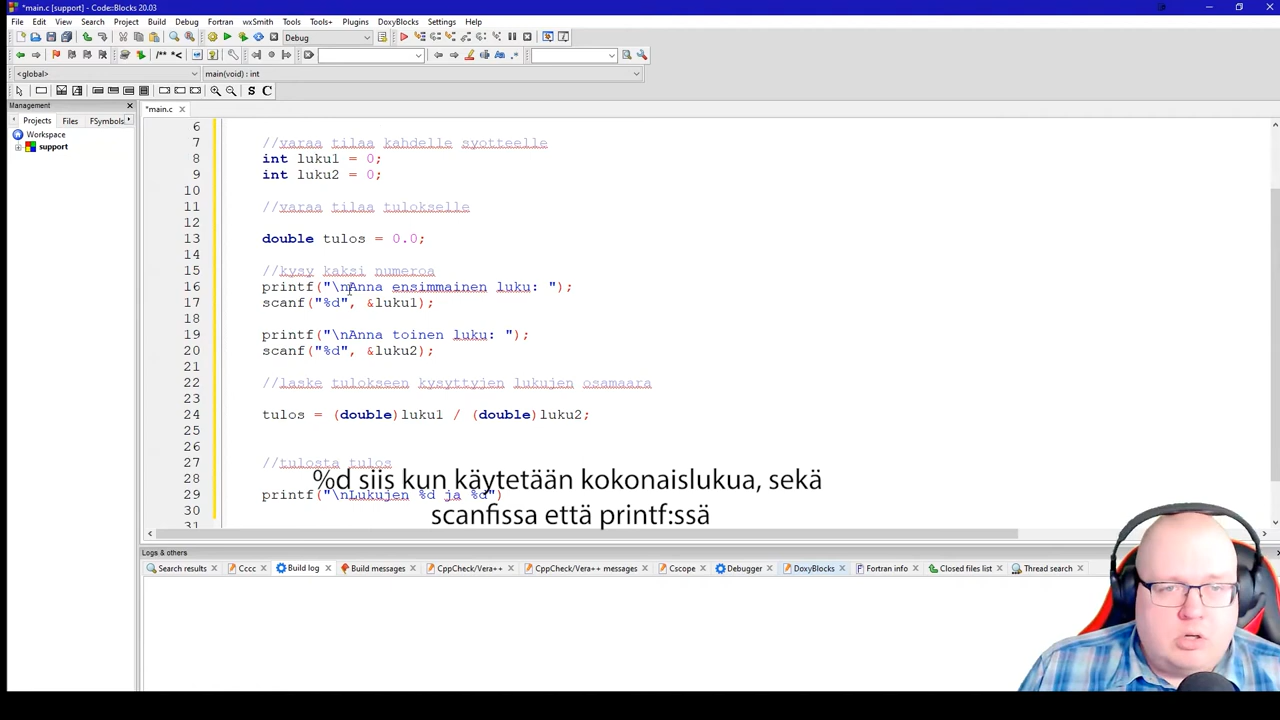 *main.c [support] - Code::Blocks 20.03
File Edit View Search Project Build Debug Fortran wxSmith Tools Tools+ Plugins DoxyBlocks Settings Help
Debug
/** *<
<global> main(void) : int
S C
Management
*main.c
Projects Files FSymbols
Workspace
support
6
7 //varaa tilaa kahdelle syotteelle
8 int luku1 = 0;
9 int luku2 = 0;
10
11 //varaa tilaa tulokselle
12
13 double tulos = 0.0;
14
15 //kysy kaksi numeroa
16 printf("\nAnna ensimmainen luku: ");
17 scanf("%d", &luku1);
18
19 printf("\nAnna toinen luku: ");
20 scanf("%d", &luku2);
21
22 //laske tulokseen kysyttyjen lukujen osamaara
23
24 tulos = (double)luku1 / (double)luku2;
25
26
27 //tulosta tulos
28
29 printf("\nLukujen %d ja %d")
30
31
%d siis kun käytetään kokonaislukua, sekä
scanfissa että printf:ssä
Logs & others
Search results Cccc Build log Build messages CppCheck/Vera++ CppCheck/Vera++ messages Cscope Debugger DoxyBlocks Fortran info Closed files list Thread search